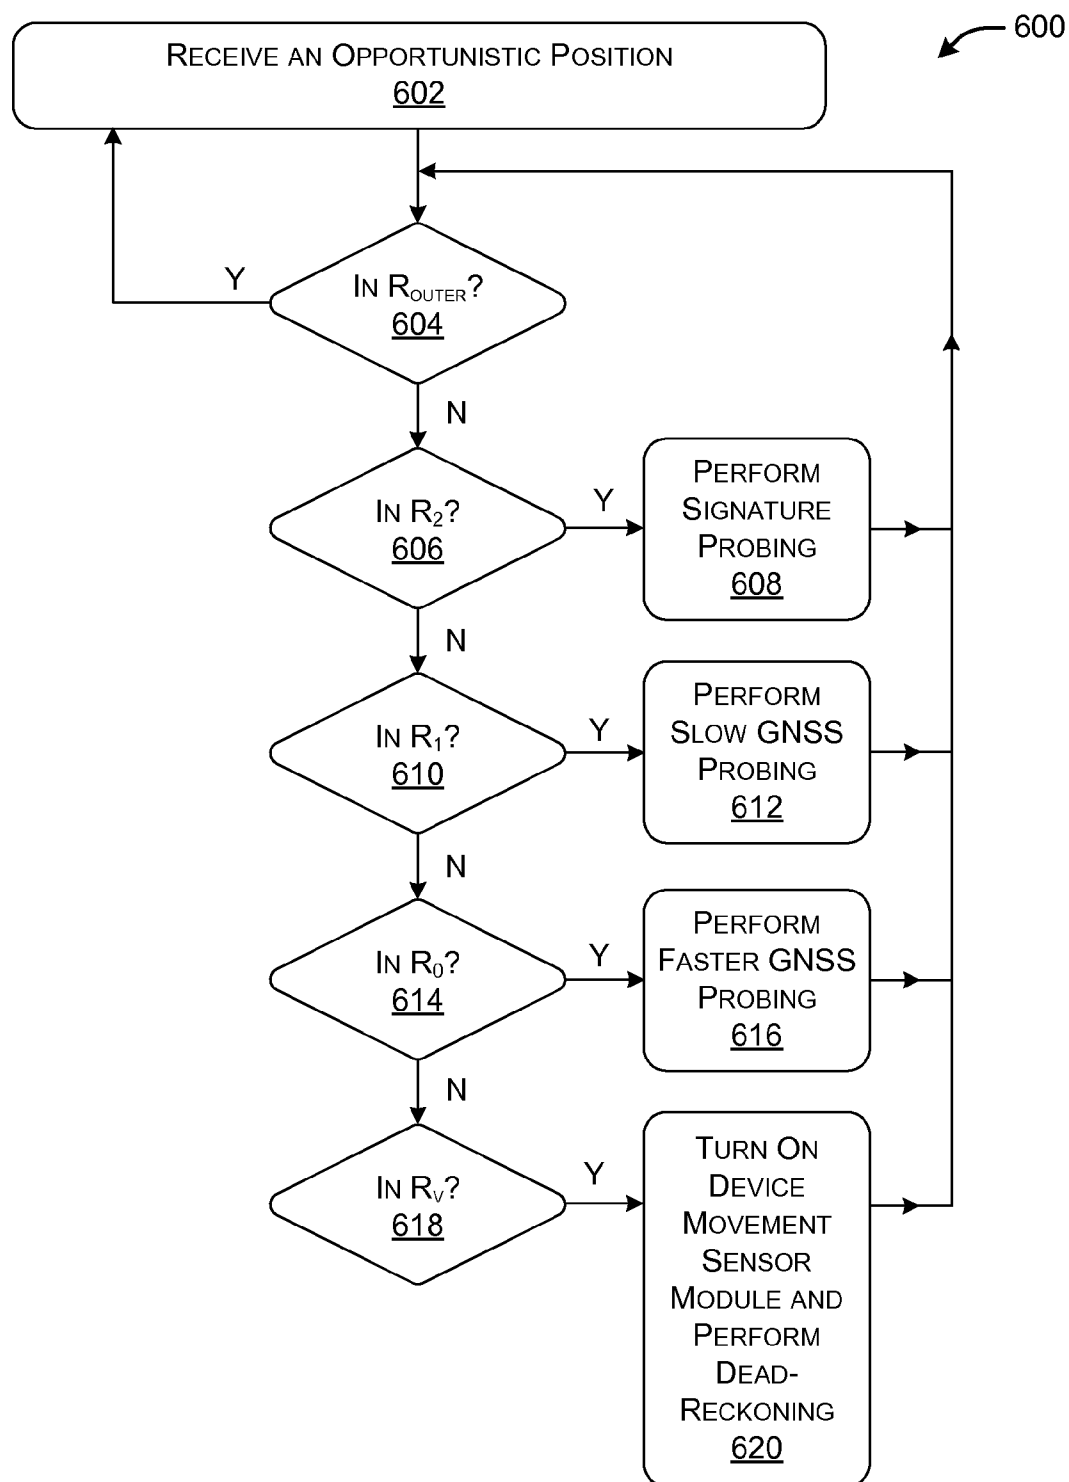 600
RECEIVE AN OPPORTUNISTIC POSITION
602
Y
IN ROUTER?
604
N
IN R2?
606
Y
PERFORM
SIGNATURE
PROBING
608
N
IN R1?
610
Y
PERFORM
SLOW GNSS
PROBING
612
N
IN R0?
614
Y
PERFORM
FASTER GNSS
PROBING
616
N
IN RV?
618
Y
TURN ON
DEVICE
MOVEMENT
SENSOR
MODULE AND
PERFORM
DEAD-
RECKONING
620